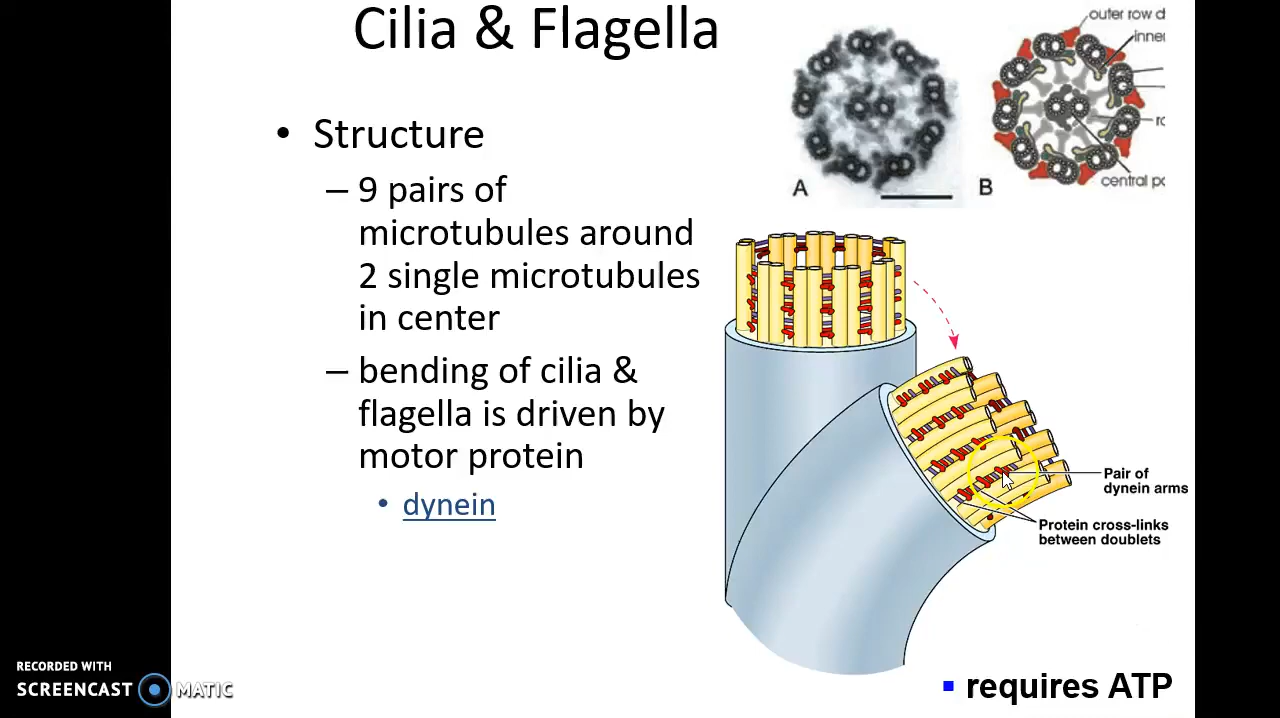 Cilia & Flagella
• Structure
– 9 pairs of
microtubules around
2 single microtubules
in center
– bending of cilia &
flagella is driven by
motor protein
• dynein
outer row d
inne
A
B
central p
Pair of
dynein arms
Protein cross-links
between doublets
▪ requires ATP
RECORDED WITH
SCREENCAST MATIC